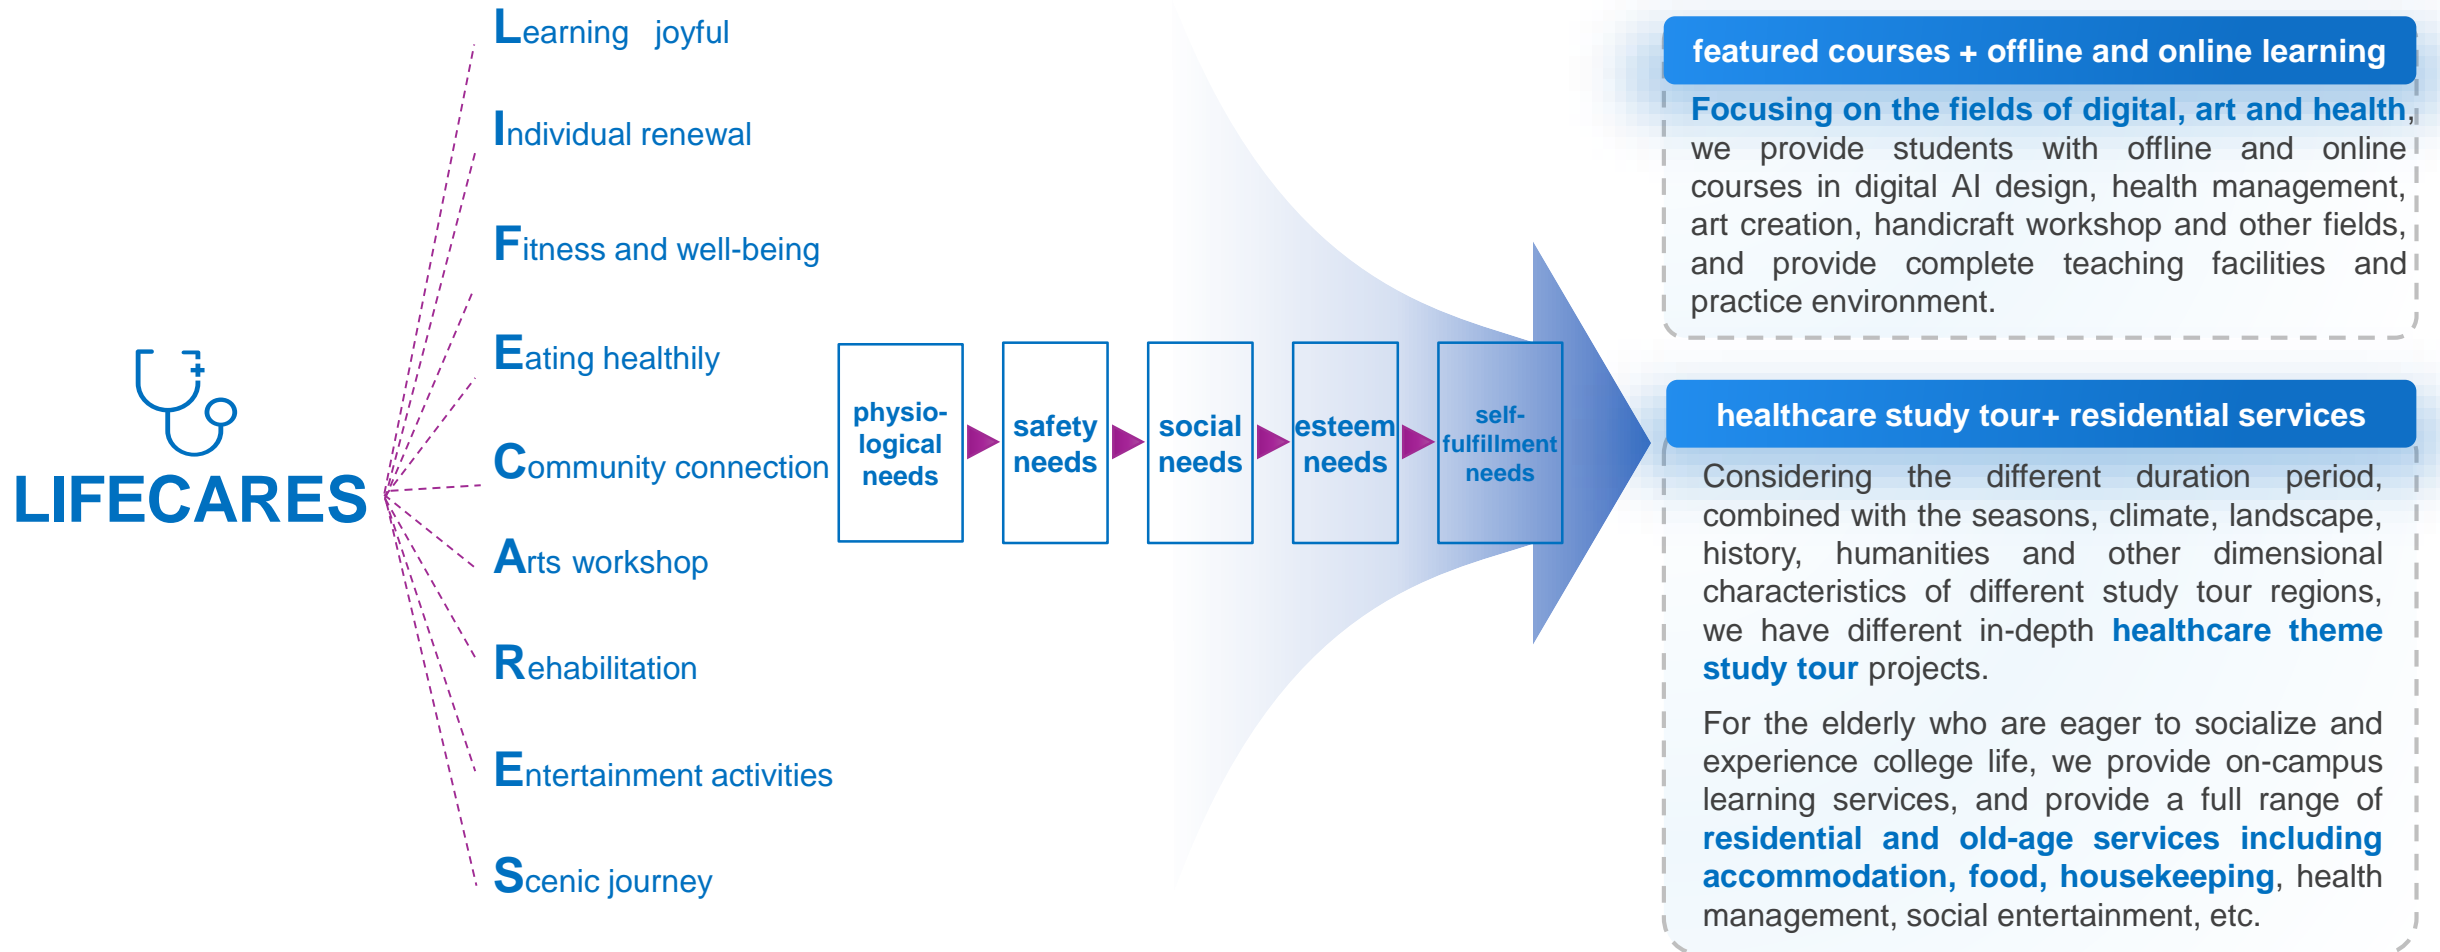 LIFECARES
Learning joyful
Individual renewal
Fitness and well-being
Eating healthily
Community connection
Arts workshop
Rehabilitation
Entertainment activities
Scenic journey
physio-
logical
needs
safety
needs
social
needs
esteem
needs
self-
fulfillment
needs
featured courses + offline and online learning
Focusing on the fields of digital, art and health,
we provide students with offline and online
courses in digital AI design, health management,
art creation, handicraft workshop and other fields,
and provide complete teaching facilities and
practice environment.
healthcare study tour+ residential services
Considering the different duration period,
combined with the seasons, climate, landscape,
history, humanities and other dimensional
characteristics of different study tour regions,
we have different in-depth healthcare theme
study tour projects.
For the elderly who are eager to socialize and
experience college life, we provide on-campus
learning services, and provide a full range of
residential and old-age services including
accommodation, food, housekeeping, health
management, social entertainment, etc.